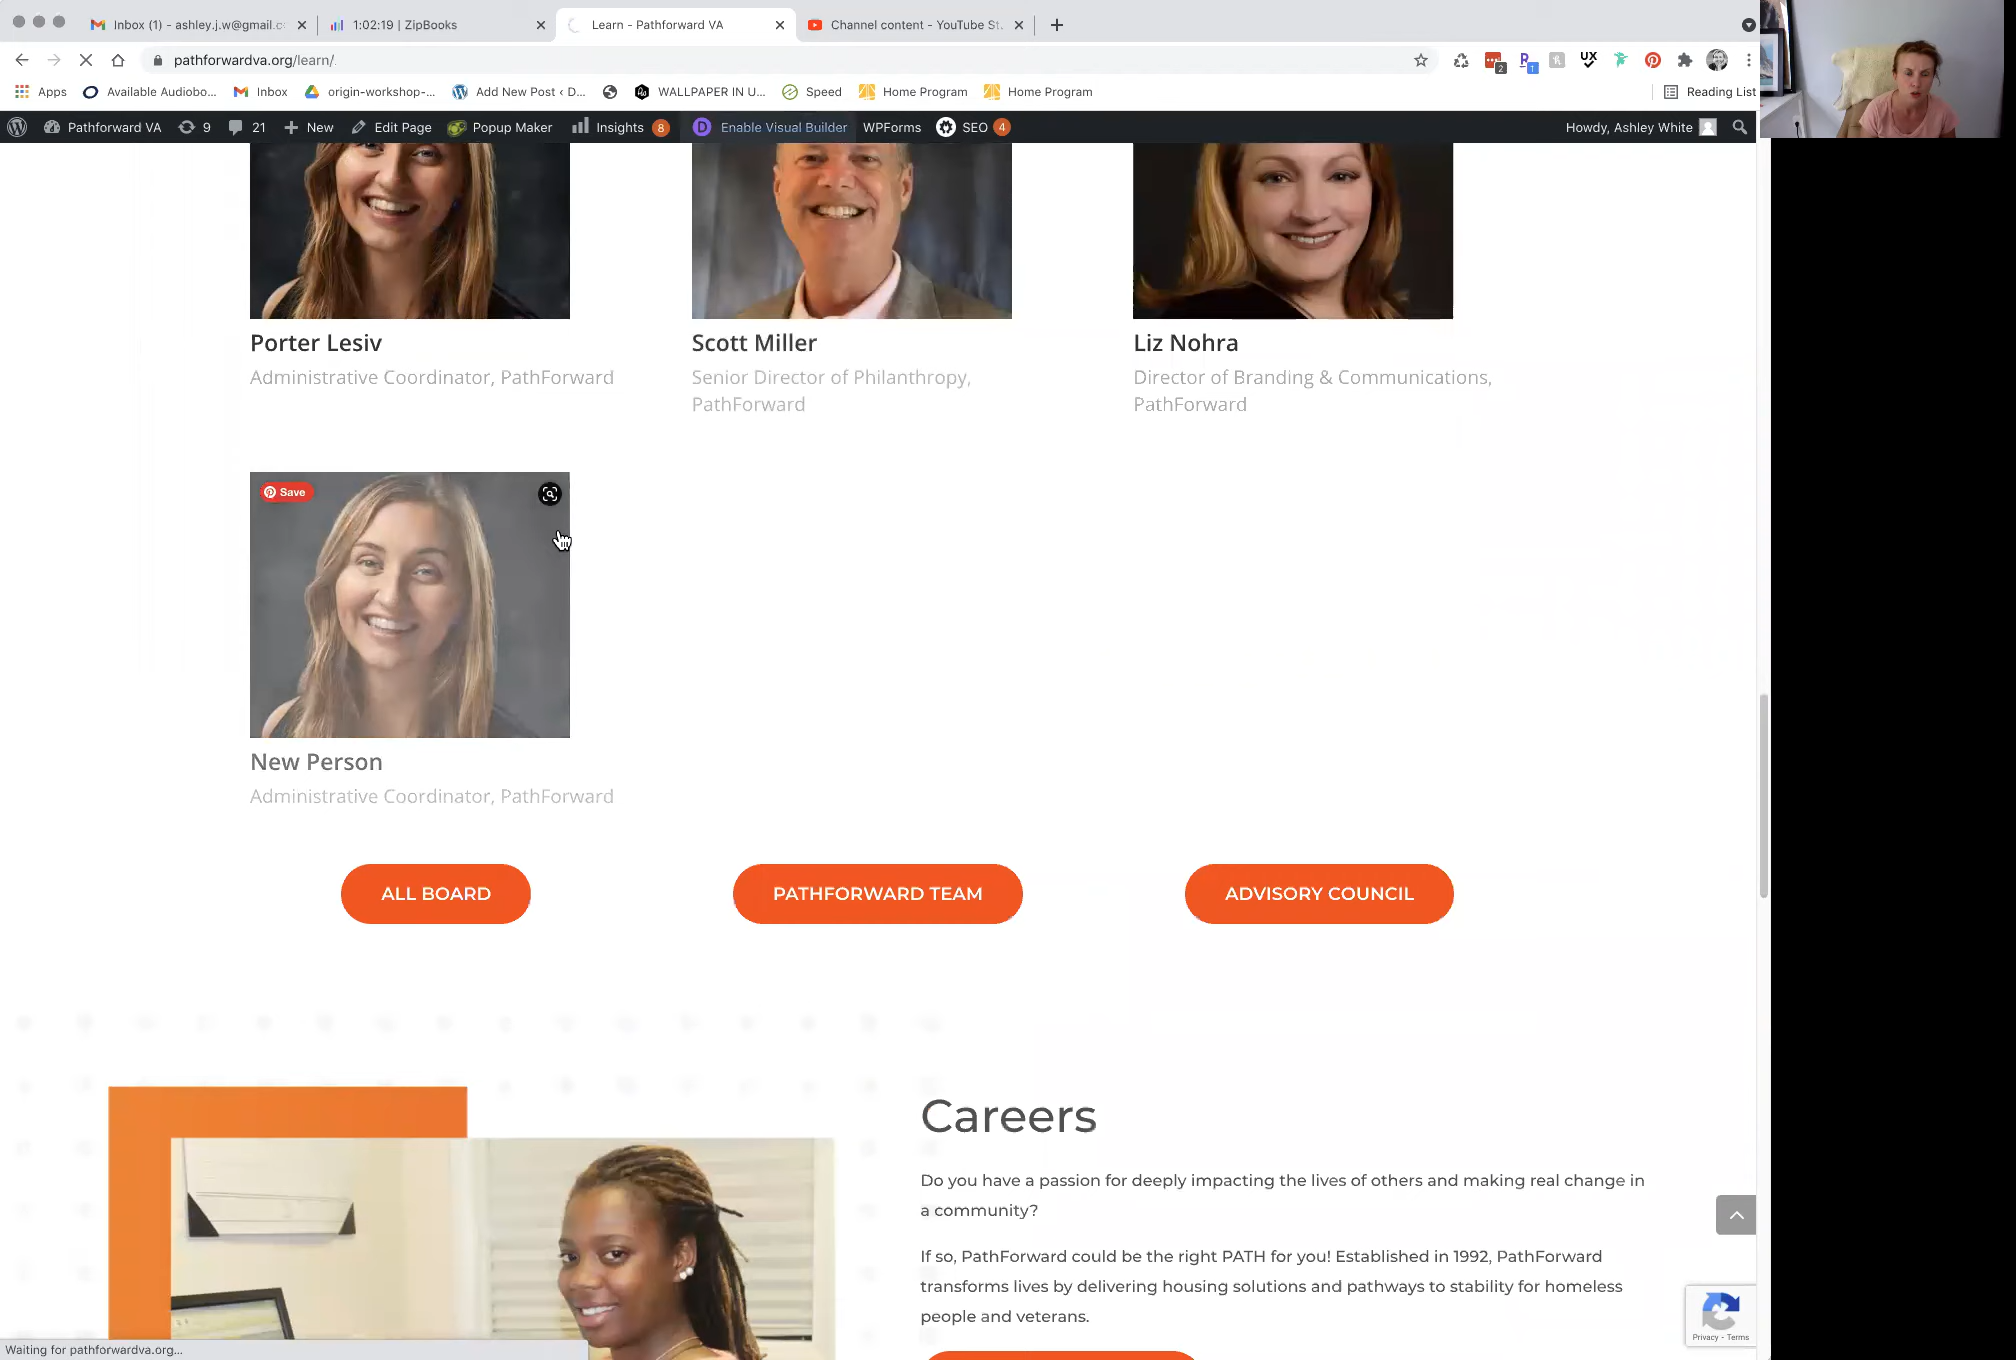 Inbox (1) - ashley.j.w@gmail.c
1:02:19 | ZipBooks
Learn - Pathforward VA
Channel content - YouTube St.
pathforwardva.org/learn/
2
1
UX
Apps
Available Audiobo...
Inbox
origin-workshop-...
Add New Post ‹ D...
WALLPAPER IN U...
Speed
Home Program
Home Program
Reading List
Pathforward VA
9
21
New
Edit Page
Popup Maker
Insights 8
D Enable Visual Builder
WPForms
SEO 4
Howdy, Ashley White
Porter Lesiv
Administrative Coordinator, PathForward
Scott Miller
Senior Director of Philanthropy,
PathForward
Liz Nohra
Director of Branding & Communications,
PathForward
Save
New Person
Administrative Coordinator, PathForward
ALL BOARD
PATHFORWARD TEAM
ADVISORY COUNCIL
Careers
Do you have a passion for deeply impacting the lives of others and making real change in
a community?
If so, PathForward could be the right PATH for you! Established in 1992, PathForward
transforms lives by delivering housing solutions and pathways to stability for homeless
people and veterans.
Privacy - Terms
Waiting for pathforwardva.org...